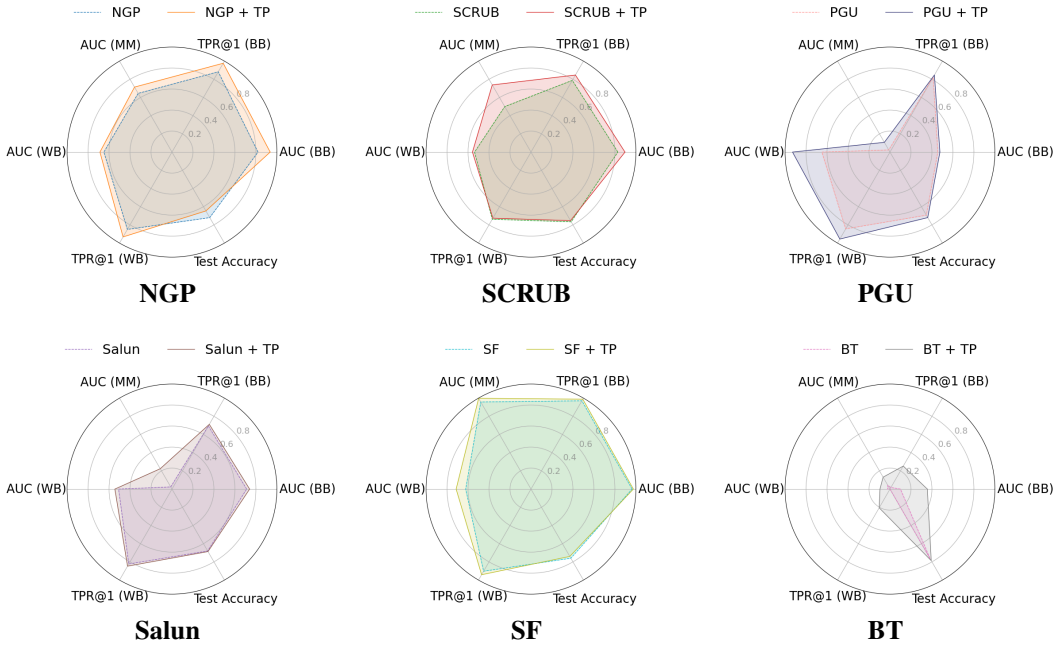 NGP NGP + TP
AUC (MM) TPR@1 (BB)
0.8
0.6
0.4
0.2
AUC (WB) AUC (BB)
TPR@1 (WB) Test Accuracy
NGP
SCRUB SCRUB + TP
AUC (MM) TPR@1 (BB)
0.8
0.6
0.4
0.2
AUC (WB) AUC (BB)
TPR@1 (WB) Test Accuracy
SCRUB
PGU PGU + TP
AUC (MM) TPR@1 (BB)
0.8
0.6
0.4
0.2
AUC (WB) AUC (BB)
TPR@1 (WB) Test Accuracy
PGU
Salun Salun + TP
AUC (MM) TPR@1 (BB)
0.8
0.6
0.4
0.2
AUC (WB) AUC (BB)
TPR@1 (WB) Test Accuracy
Salun
SF SF + TP
AUC (MM) TPR@1 (BB)
0.8
0.6
0.4
0.2
AUC (WB) AUC (BB)
TPR@1 (WB) Test Accuracy
SF
BT BT + TP
AUC (MM) TPR@1 (BB)
0.8
0.6
0.4
0.2
AUC (WB) AUC (BB)
TPR@1 (WB) Test Accuracy
BT